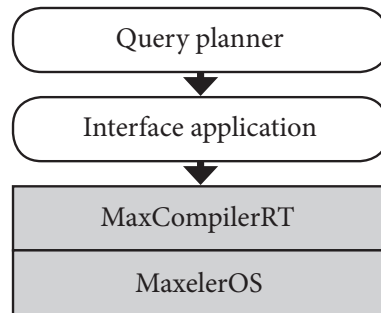 Query planner
Interface application
MaxCompilerRT
MaxelerOS